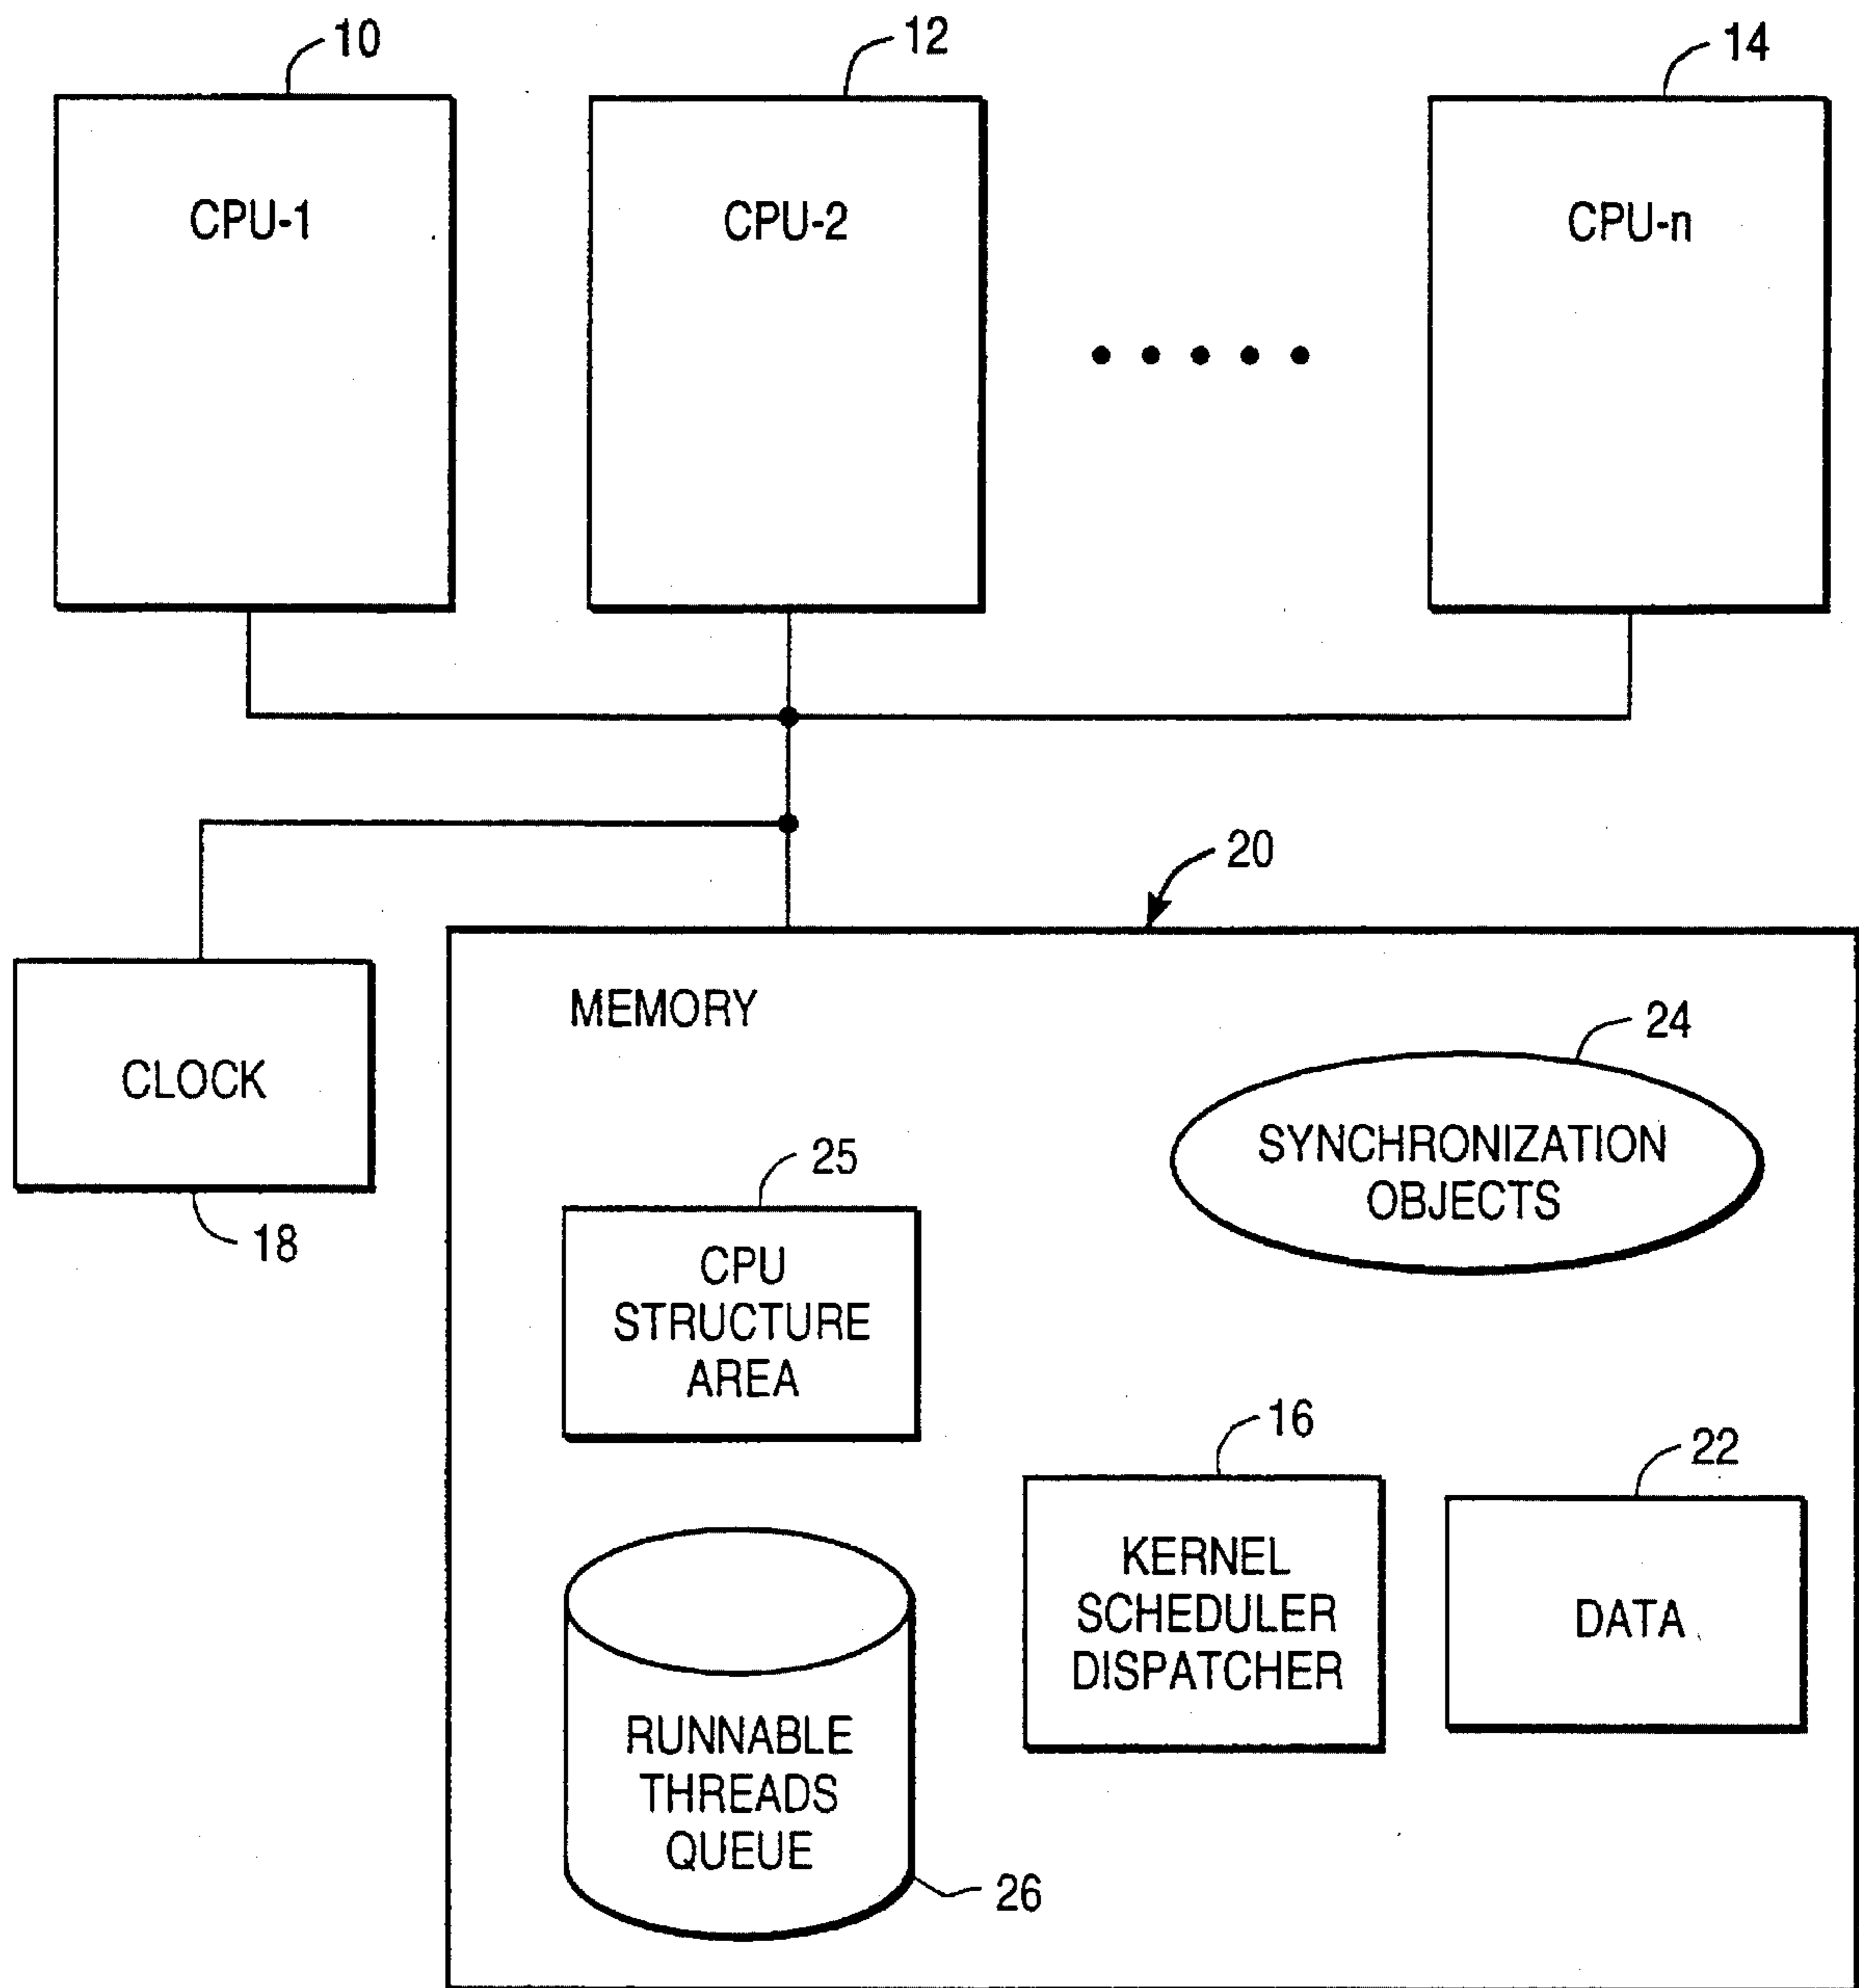 10
12
14
CPU-1
CPU-2
CPU-n
20
MEMORY
24
CLOCK
SYNCHRONIZATION
OBJECTS
25
18
CPU
STRUCTURE
AREA
16
22
KERNEL
SCHEDULER
DISPATCHER
DATA
RUNNABLE
THREADS
QUEUE
26